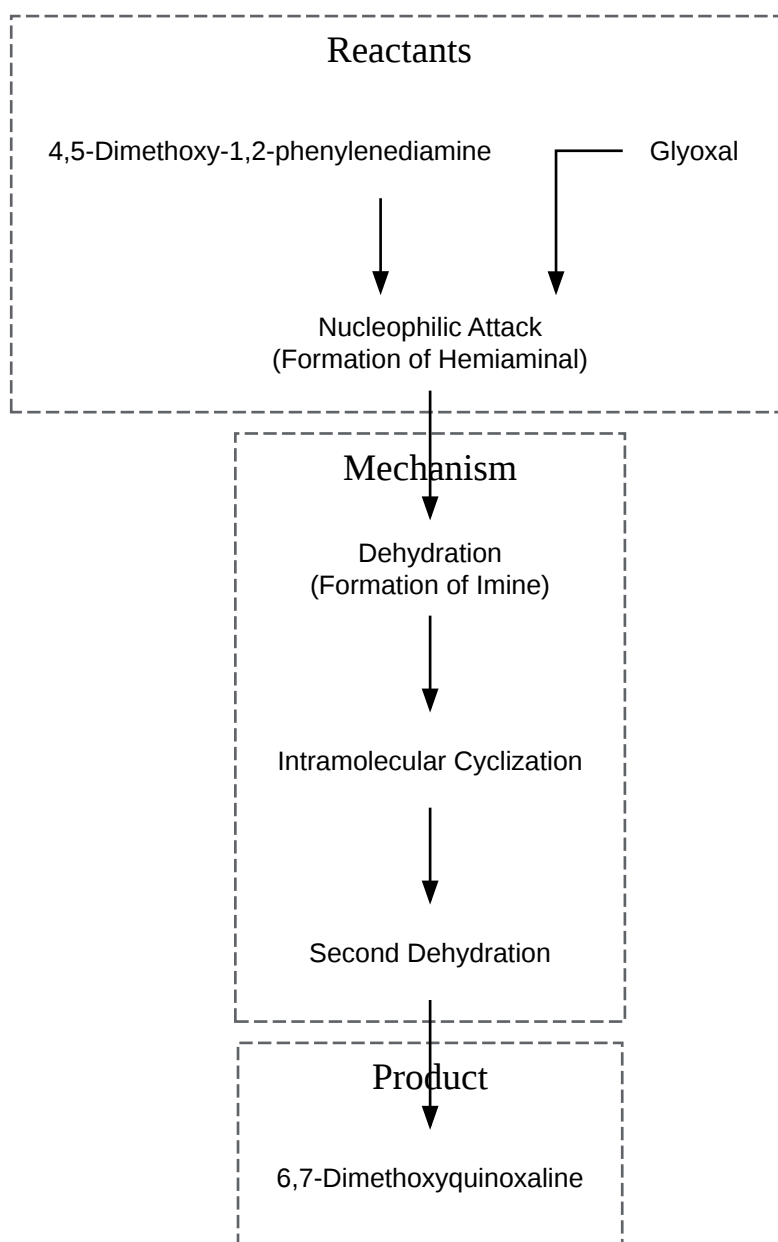 Reactants
4,5-Dimethoxy-1,2-phenylenediamine
Glyoxal
Nucleophilic Attack
(Formation of Hemiaminal)
Mechanism
Dehydration
(Formation of Imine)
Intramolecular Cyclization
Second Dehydration
Product
6,7-Dimethoxyquinoxaline